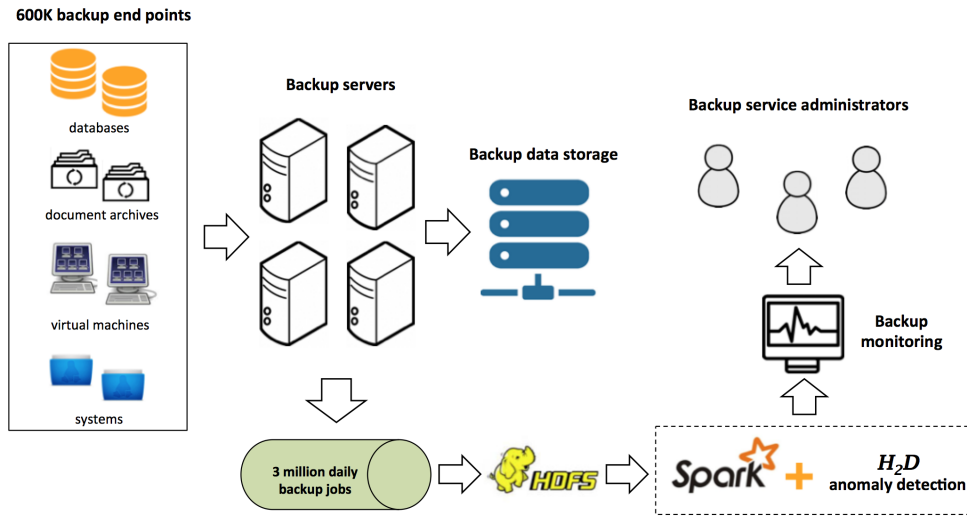 600K backup end points
databases
document archives
virtual machines
systems
Backup servers
Backup data storage
Backup service administrators
Backup
monitoring
3 million daily
backup jobs
HDFS
Spark
+
H₂D
anomaly detection